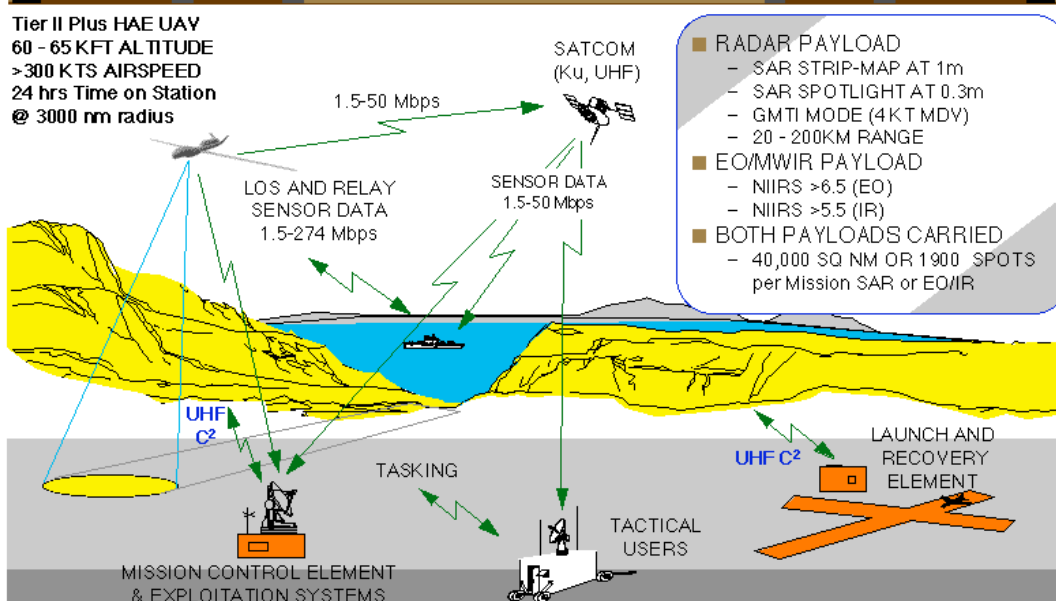 Tier II Plus HAE UAV
60 - 65 KFT ALTITUDE
>300 KTS AIRSPEED
24 hrs Time on Station
@ 3000 nm radius
SATCOM
(Ku, UHF)
1.5-50 Mbps
LOS AND RELAY
SENSOR DATA
1.5-274 Mbps
SENSOR DATA
1.5-50 Mbps
■ RADAR PAYLOAD
– SAR STRIP-MAP AT 1m
– SAR SPOTLIGHT AT 0.3m
– GMTI MODE (4 KT MDV)
– 20 - 200KM RANGE
■ EO/MWIR PAYLOAD
– NIIRS >6.5 (EO)
– NIIRS >5.5 (IR)
■ BOTH PAYLOADS CARRIED
– 40,000 SQ NM OR 1900 SPOTS
per Mission SAR or EO/IR
UHF
C²
TASKING
UHF C²
LAUNCH AND
RECOVERY
ELEMENT
TACTICAL
USERS
MISSION CONTROL ELEMENT
& EXPLOITATION SYSTEMS